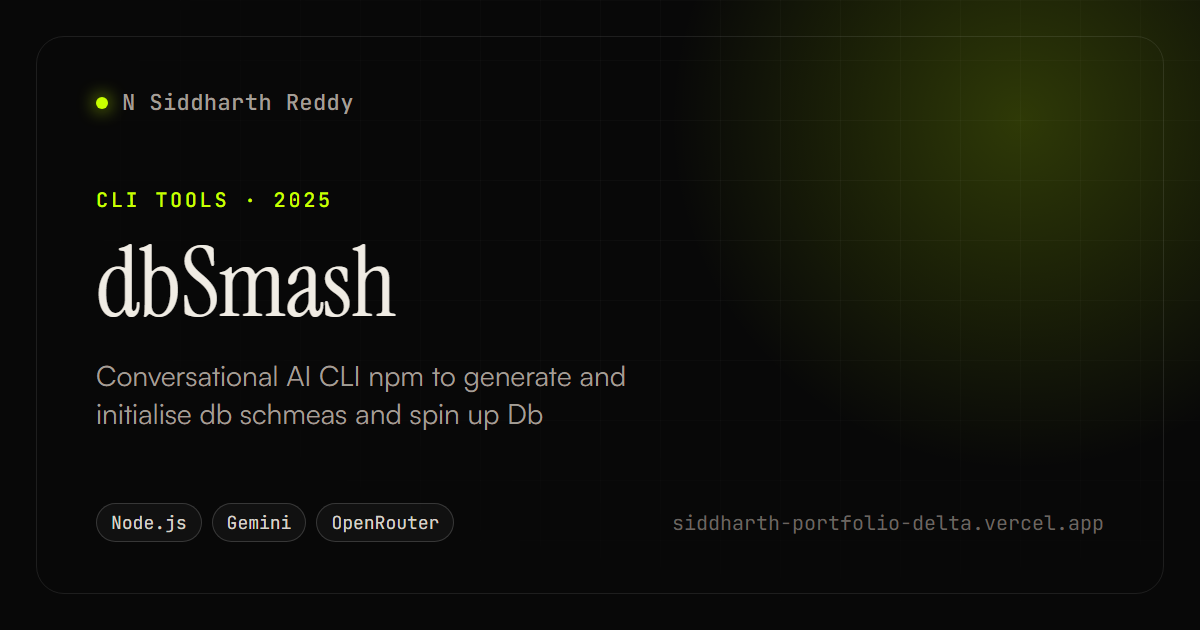 N Siddharth Reddy
CLI TOOLS · 2025
dbSmash
Conversational AI CLI npm to generate and
initialise db schmeas and spin up Db
Node.js Gemini OpenRouter
siddharth-portfolio-delta.vercel.app